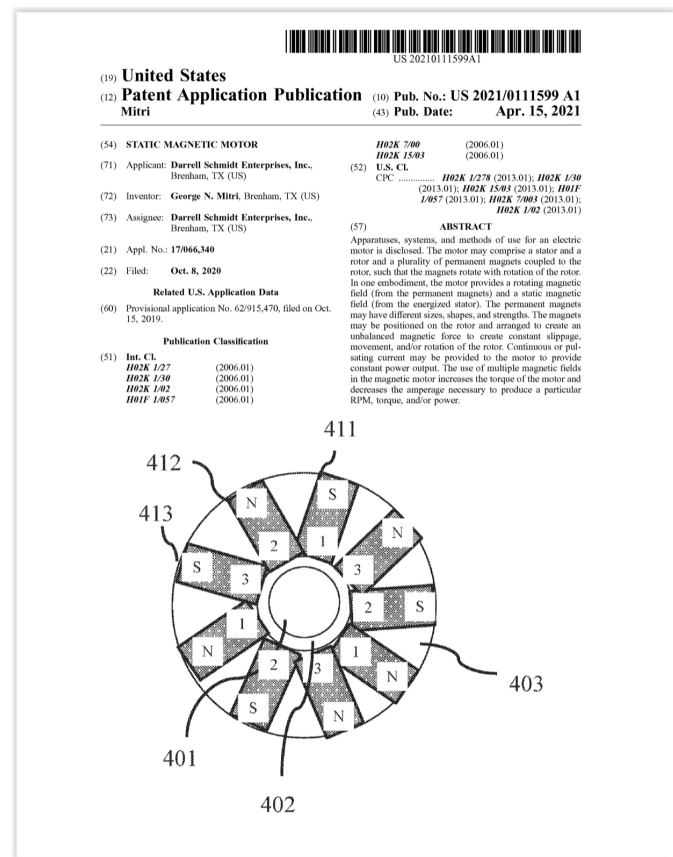 US 20210111599A1
(19) United States
(12) Patent Application Publication (10) Pub. No.: US 2021/0111599 A1
Mitri (43) Pub. Date: Apr. 15, 2021
(54) STATIC MAGNETIC MOTOR
(71) Applicant: Darrell Schmidt Enterprises, Inc.,
Brenham, TX (US)
(72) Inventor: George N. Mitri, Brenham, TX (US)
(73) Assignee: Darrell Schmidt Enterprises, Inc.,
Brenham, TX (US)
(21) Appl. No.: 17/066,340
(22) Filed: Oct. 8, 2020
Related U.S. Application Data
(60) Provisional application No. 62/915,470, filed on Oct.
15, 2019.
Publication Classification
(51) Int. Cl.
H02K 1/27 (2006.01)
H02K 1/30 (2006.01)
H02K 1/02 (2006.01)
H01F 1/057 (2006.01)
H02K 7/00 (2006.01)
H02K 15/03 (2006.01)
(52) U.S. Cl.
CPC .............. H02K 1/278 (2013.01); H02K 1/30
(2013.01); H02K 15/03 (2013.01); H01F
1/057 (2013.01); H02K 7/003 (2013.01);
H02K 1/02 (2013.01)
(57) ABSTRACT
Apparatuses, systems, and methods of use for an electric
motor is disclosed. The motor may comprise a stator and a
rotor and a plurality of permanent magnets coupled to the
rotor, such that the magnets rotate with rotation of the rotor.
In one embodiment, the motor provides a rotating magnetic
field (from the permanent magnets) and a static magnetic
field (from the energized stator). The permanent magnets
may have different sizes, shapes, and strengths. The magnets
may be positioned on the rotor and arranged to create an
unbalanced magnetic force to create constant slippage,
movement, and/or rotation of the rotor. Continuous or pul-
sating current may be provided to the motor to provide
constant power output. The use of multiple magnetic fields
in the magnetic motor increases the torque of the motor and
decreases the amperage necessary to produce a particular
RPM, torque, and/or power.
411
412
413
N
S
N
2
1
3
S
3
2
S
1
1
N
2
3
N
S
N
403
401
402